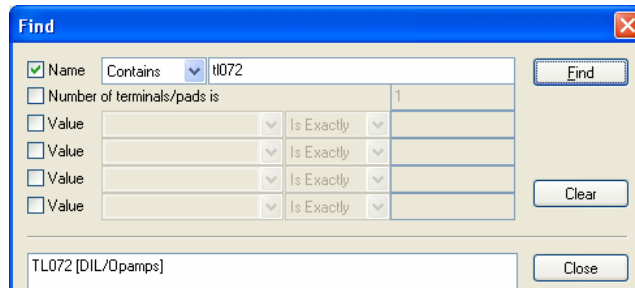 Find
Name Contains tl072 Find
Number of terminals/pads is 1
Value Is Exactly
Value Is Exactly
Value Is Exactly
Value Is Exactly
Clear
TL072 [DIL/Opamps] Close